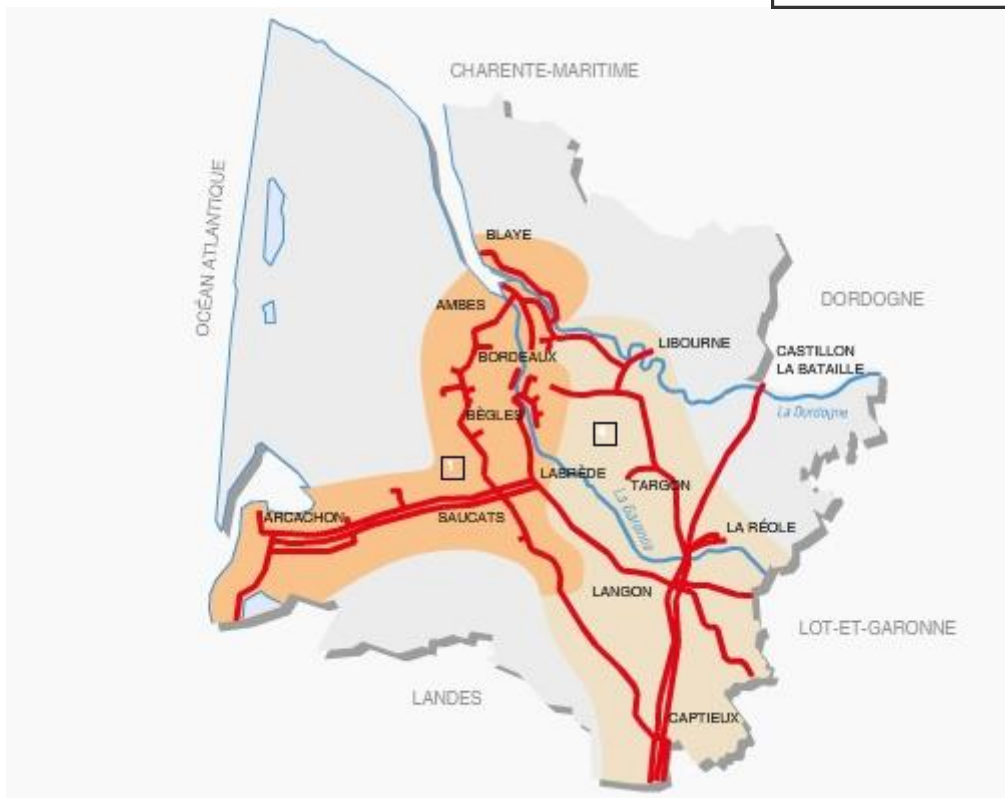 CHARENTE-MARITIME
OCÉAN ATLANTIQUE
BLAYE
AMBES
DORDOGNE
LIBOURNE
CASTILLON
LA BATAILLE
BORDEAUX
La Dordogne
BÈGLES
LABRÈDE
TARGON
La Garonne
ARCACHON
SAUCATS
LA RÉOLE
LANGON
LOT-ET-GARONNE
LANDES
CAPTIEUX